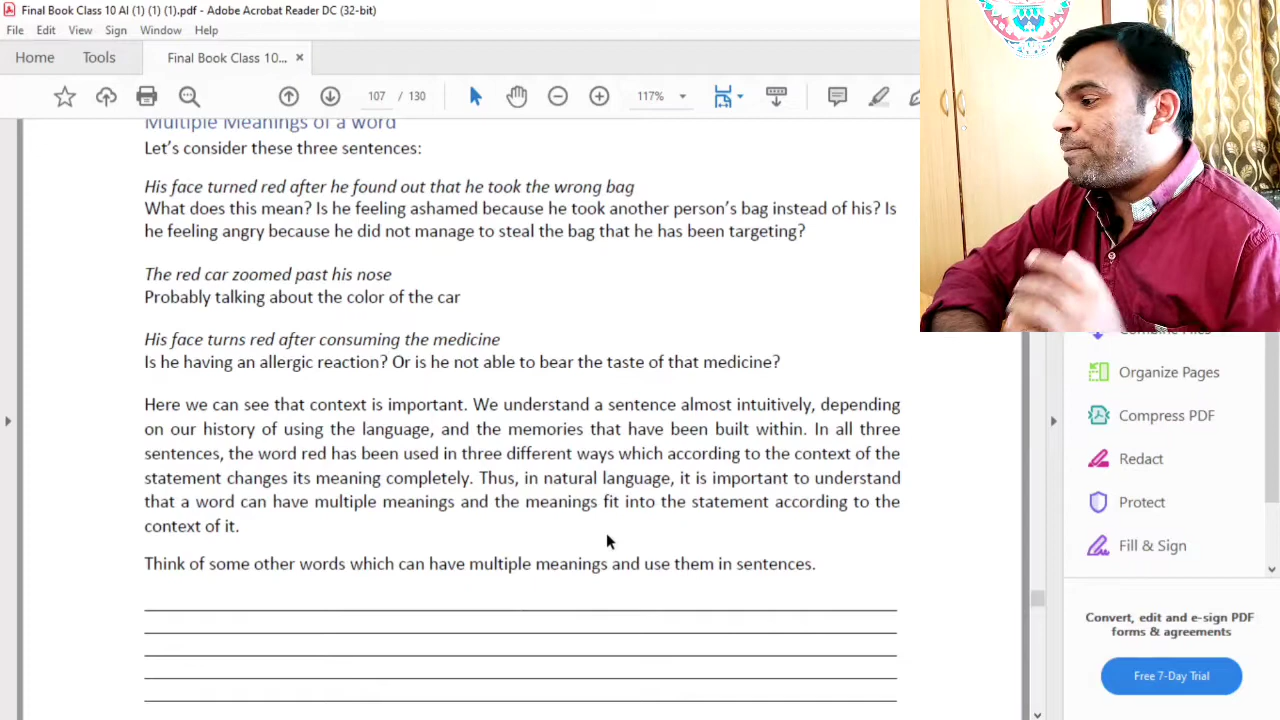 Final Book Class 10 AI (1) (1) (1).pdf - Adobe Acrobat Reader DC (32-bit)
File Edit View Sign Window Help
Home Tools Final Book Class 10... ×
107 / 130 117%
Multiple Meanings of a word
Let's consider these three sentences:
His face turned red after he found out that he took the wrong bag
What does this mean? Is he feeling ashamed because he took another person's bag instead of his? Is
he feeling angry because he did not manage to steal the bag that he has been targeting?
The red car zoomed past his nose
Probably talking about the color of the car
His face turns red after consuming the medicine
Is he having an allergic reaction? Or is he not able to bear the taste of that medicine?
Here we can see that context is important. We understand a sentence almost intuitively, depending
on our history of using the language, and the memories that have been built within. In all three
sentences, the word red has been used in three different ways which according to the context of the
statement changes its meaning completely. Thus, in natural language, it is important to understand
that a word can have multiple meanings and the meanings fit into the statement according to the
context of it.
Think of some other words which can have multiple meanings and use them in sentences.
Combine Files
Organize Pages
Compress PDF
Redact
Protect
Fill & Sign
Convert, edit and e-sign PDF
forms & agreements
Free 7-Day Trial